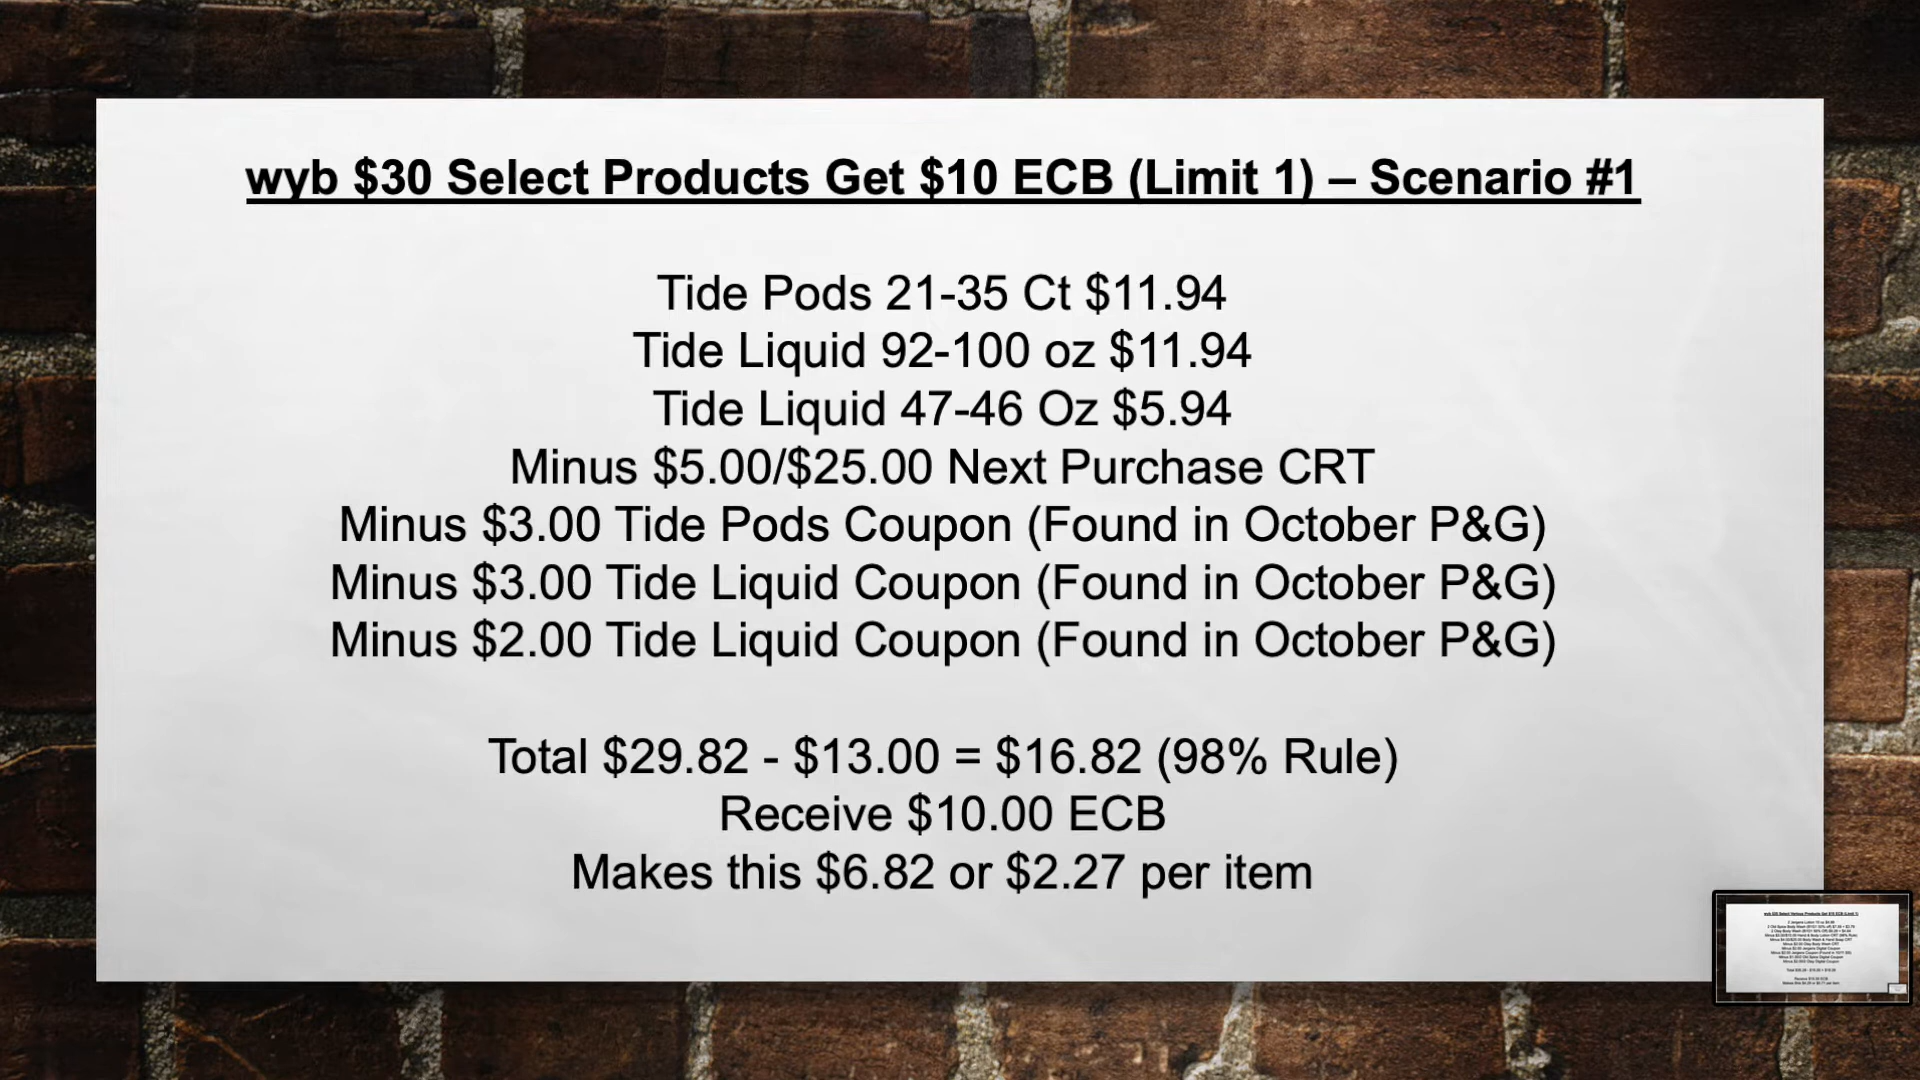 wyb $30 Select Products Get $10 ECB (Limit 1) – Scenario #1
Tide Pods 21-35 Ct $11.94
Tide Liquid 92-100 oz $11.94
Tide Liquid 47-46 Oz $5.94
Minus $5.00/$25.00 Next Purchase CRT
Minus $3.00 Tide Pods Coupon (Found in October P&G)
Minus $3.00 Tide Liquid Coupon (Found in October P&G)
Minus $2.00 Tide Liquid Coupon (Found in October P&G)
Total $29.82 - $13.00 = $16.82 (98% Rule)
Receive $10.00 ECB
Makes this $6.82 or $2.27 per item